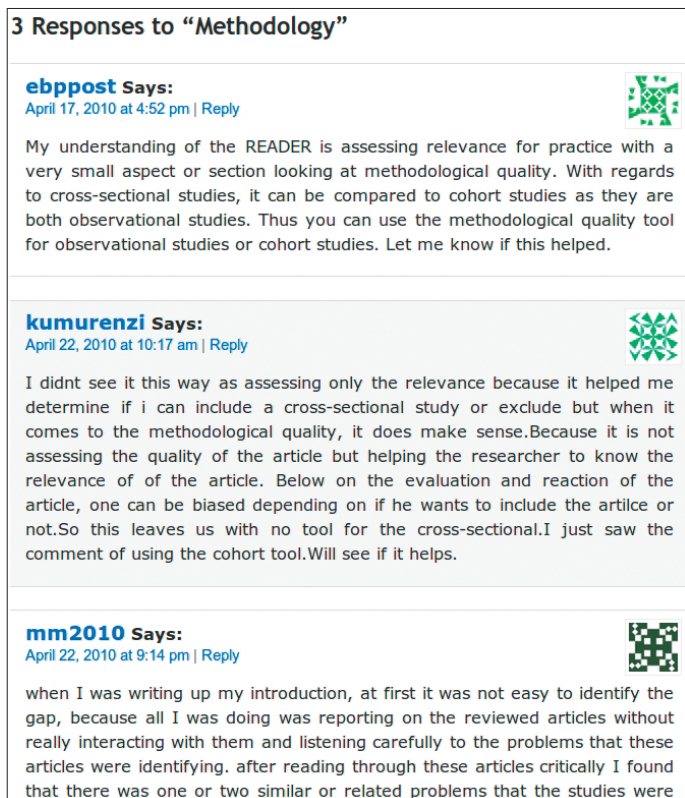 3 Responses to “Methodology”
ebppost Says:
April 17, 2010 at 4:52 pm | Reply
My understanding of the READER is assessing relevance for practice with a
very small aspect or section looking at methodological quality. With regards
to cross-sectional studies, it can be compared to cohort studies as they are
both observational studies. Thus you can use the methodological quality tool
for observational studies or cohort studies. Let me know if this helped.
kumurenzi Says:
April 22, 2010 at 10:17 am | Reply
I didnt see it this way as assessing only the relevance because it helped me
determine if i can include a cross-sectional study or exclude but when it
comes to the methodological quality, it does make sense.Because it is not
assessing the quality of the article but helping the researcher to know the
relevance of of the article. Below on the evaluation and reaction of the
article, one can be biased depending on if he wants to include the artilce or
not.So this leaves us with no tool for the cross-sectional.I just saw the
comment of using the cohort tool.Will see if it helps.
mm2010 Says:
April 22, 2010 at 9:14 pm | Reply
when I was writing up my introduction, at first it was not easy to identify the
gap, because all I was doing was reporting on the reviewed articles without
really interacting with them and listening carefully to the problems that these
articles were identifying. after reading through these articles critically I found
that there was one or two similar or related problems that the studies were